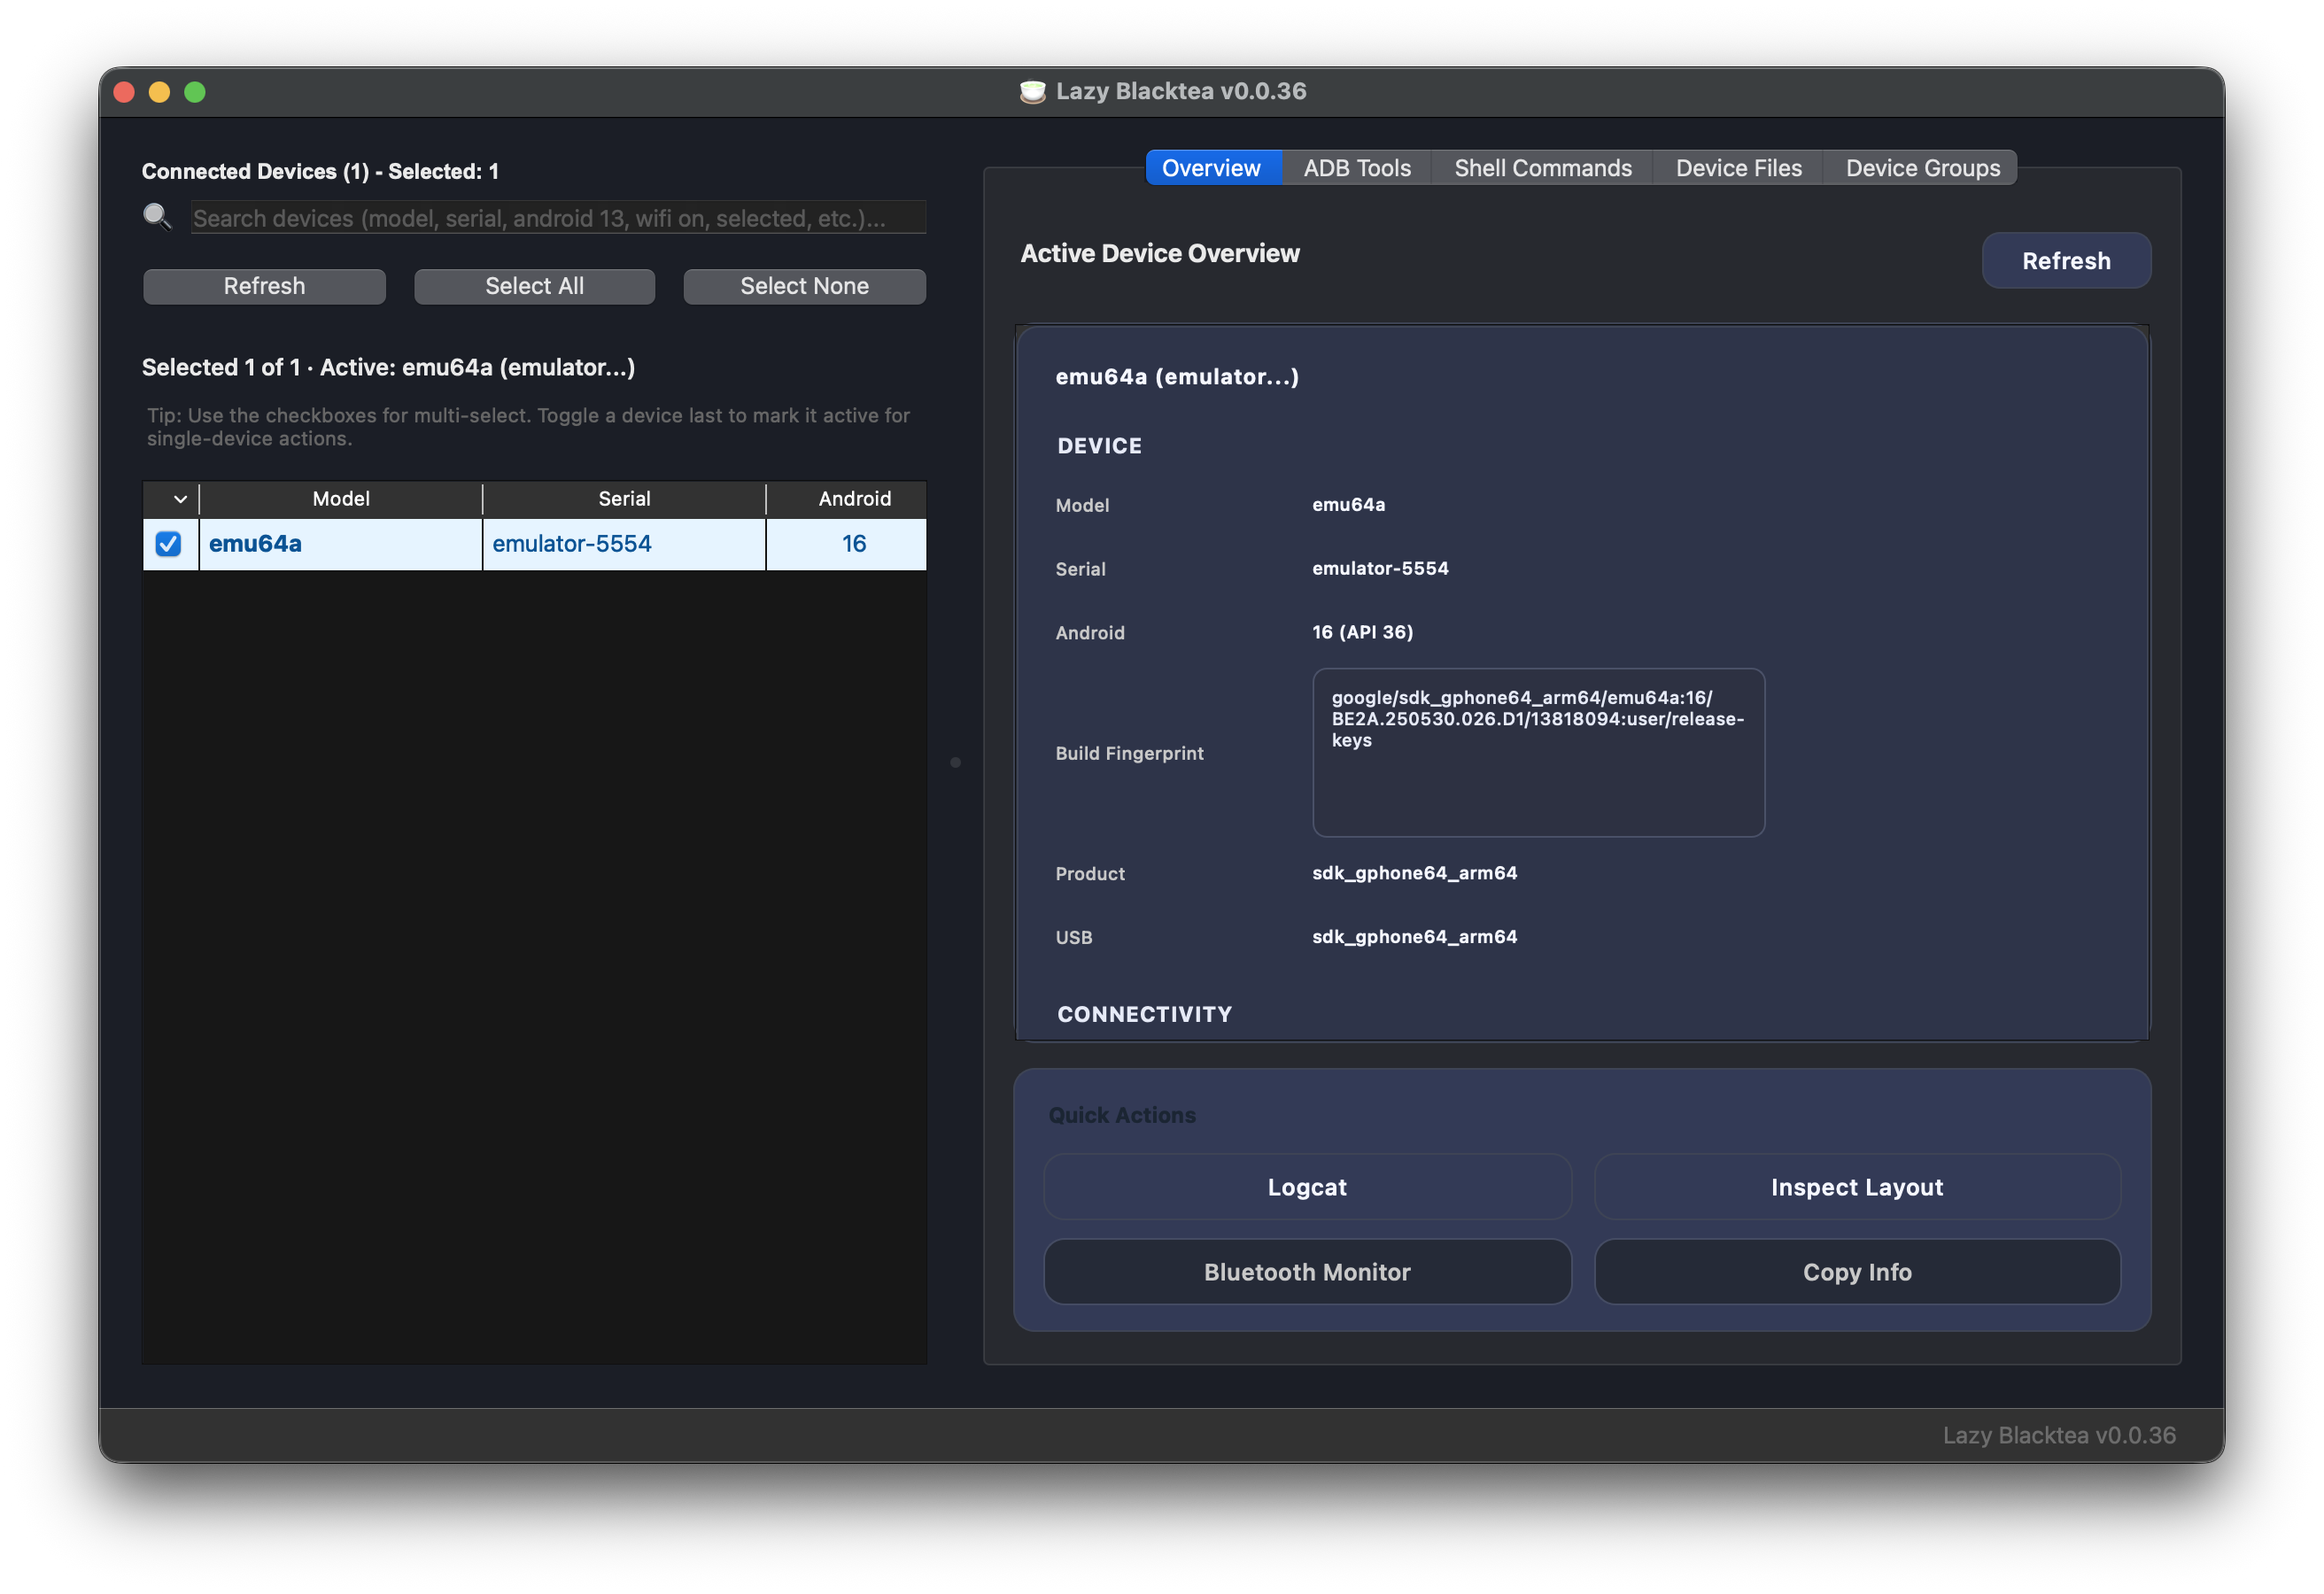 Lazy Blacktea v0.0.36
Connected Devices (1) - Selected: 1
Search devices (model, serial, android 13, wifi on, selected, etc.)...
Refresh
Select All
Select None
Selected 1 of 1 · Active: emu64a (emulator...)
Tip: Use the checkboxes for multi-select. Toggle a device last to mark it active for
single-device actions.
Model Serial Android
emu64a emulator-5554 16
Overview
ADB Tools
Shell Commands
Device Files
Device Groups
Active Device Overview
Refresh
emu64a (emulator...)
DEVICE
Model emu64a
Serial emulator-5554
Android 16 (API 36)
Build Fingerprint
google/sdk_gphone64_arm64/emu64a:16/
BE2A.250530.026.D1/13818094:user/release-
keys
Product sdk_gphone64_arm64
USB sdk_gphone64_arm64
CONNECTIVITY
Quick Actions
Logcat
Inspect Layout
Bluetooth Monitor
Copy Info
Lazy Blacktea v0.0.36